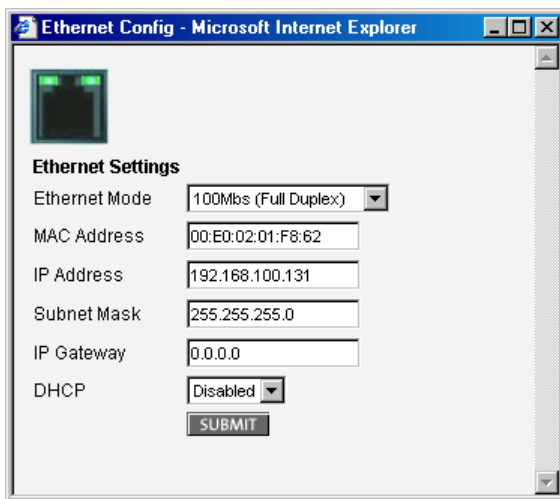 Ethernet Config - Microsoft Internet Explorer
Ethernet Settings
Ethernet Mode 100Mbs (Full Duplex)
MAC Address 00:E0:02:01:F8:62
IP Address 192.168.100.131
Subnet Mask 255.255.255.0
IP Gateway 0.0.0.0
DHCP Disabled
SUBMIT